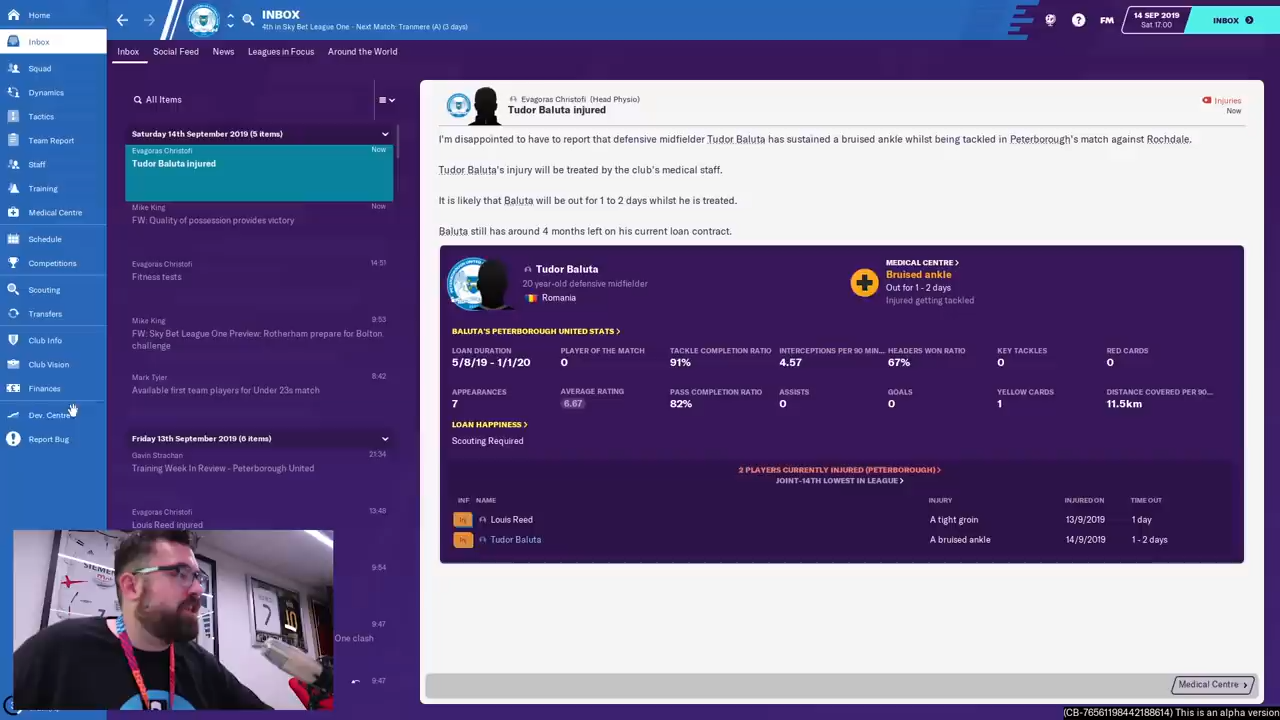 Home
Inbox
Squad
Dynamics
Tactics
Team Report
Staff
Training
Medical Centre
Schedule
Competitions
Scouting
Transfers
Club Info
Club Vision
Finances
Dev. Centre
Report Bug
INBOX
4th in Sky Bet League One - Next Match: Tranmere (A) (3 days)
FM
14 SEP 2019
Sat 17:00
INBOX
Inbox
Social Feed
News
Leagues in Focus
Around the World
All Items
Saturday 14th September 2019 (5 items)
Evagoras Christofi Now
Tudor Baluta injured
Mike King Now
FW: Quality of possession provides victory
Evagoras Christofi 14:51
Fitness tests
Mike King 9:53
FW: Sky Bet League One Preview: Rotherham prepare for Bolton
challenge
Mark Tyler 8:42
Available first team players for Under 23s match
Friday 13th September 2019 (6 items)
Gavin Strachan 21:34
Training Week In Review - Peterborough United
Evagoras Christofi 13:48
Louis Reed injured
9:54
9:47
One clash
9:47
Evagoras Christofi (Head Physio)
Tudor Baluta injured
Injuries
Now
I'm disappointed to have to report that defensive midfielder Tudor Baluta has sustained a bruised ankle whilst being tackled in Peterborough's match against Rochdale.
Tudor Baluta's injury will be treated by the club's medical staff.
It is likely that Baluta will be out for 1 to 2 days whilst he is treated.
Baluta still has around 4 months left on his current loan contract.
Tudor Baluta
20 year-old defensive midfielder
Romania
MEDICAL CENTRE >
Bruised ankle
Out for 1 - 2 days
Injured getting tackled
BALUTA'S PETERBOROUGH UNITED STATS >
LOAN DURATION PLAYER OF THE MATCH TACKLE COMPLETION RATIO INTERCEPTIONS PER 90 MIN... HEADERS WON RATIO KEY TACKLES RED CARDS
5/8/19 - 1/1/20 0 91% 4.57 67% 0 0
APPEARANCES AVERAGE RATING PASS COMPLETION RATIO ASSISTS GOALS YELLOW CARDS DISTANCE COVERED PER 90...
7 6.67 82% 0 0 1 11.5km
LOAN HAPPINESS >
Scouting Required
2 PLAYERS CURRENTLY INJURED (PETERBOROUGH) >
JOINT-14TH LOWEST IN LEAGUE >
INF NAME INJURY INJURED ON TIME OUT
Inj Louis Reed A tight groin 13/9/2019 1 day
Inj Tudor Baluta A bruised ankle 14/9/2019 1 - 2 days
Medical Centre >
(CB-76561198442188614) This is an alpha version
SIEMENS
7
10